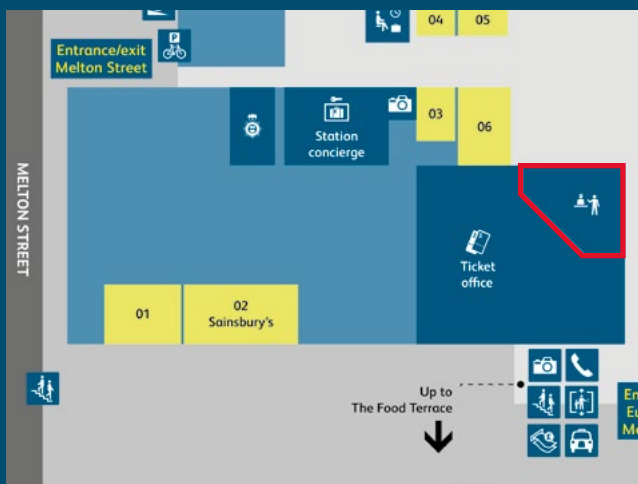 04
05
Entrance/exit
Melton Street
P
Station
concierge
03
06
MELTON STREET
Ticket
office
01
02
Sainsbury's
Up to
The Food Terrace